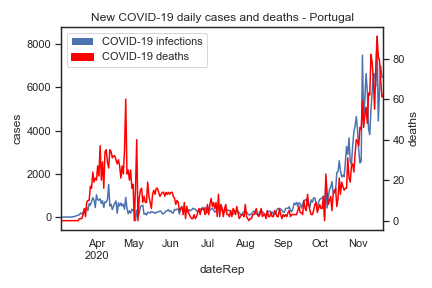 New COVID-19 daily cases and deaths - Portugal
COVID-19 infections
COVID-19 deaths
8000
6000
4000
2000
0
cases
80
60
40
20
0
deaths
Apr May Jun Jul Aug Sep Oct Nov
2020
dateRep